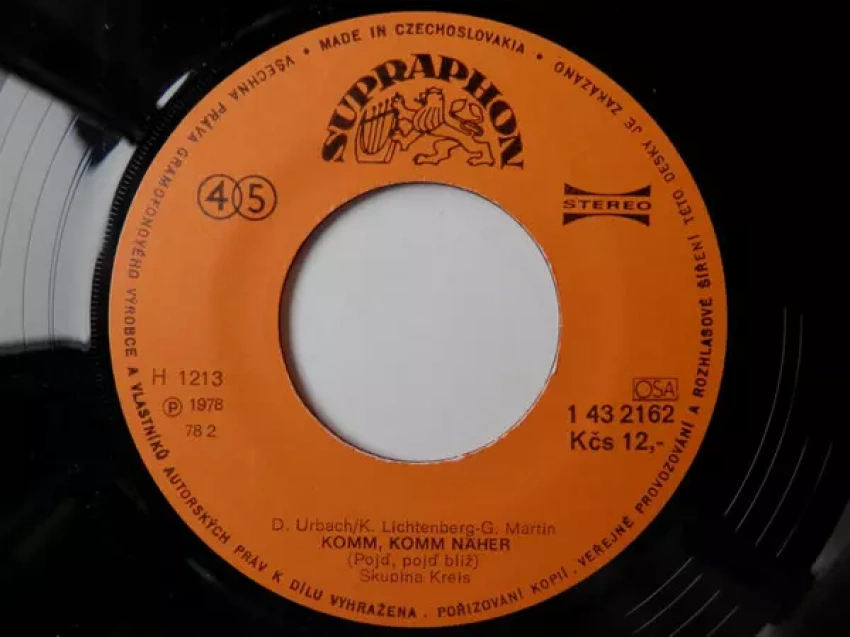 VŠECHNA PRÁVA GRAMOFONOVÉHO VÝROBCE A VLASTNÍKŮ AUTORSKÝCH PRÁV K DÍLU VYHRAŽENA . POŘIZOVÁNÍ KOPIÍ . VEŘEJNÉ PROVOZOVÁNÍ A ROZHLASOVÉ ŠÍŘENÍ TÉTO DESKY JE ZAKÁZÁNO • MADE IN CZECHOSLOVAKIA •
SUPRAPHON
45
STEREO
H 1213
Ⓟ 1978
78 2
OSA
1 43 2162
Kčs 12,-
D. Urbach/K. Lichtenberg-G. Martin
KOMM, KOMM NÄHER
(Pojď, pojď blíž)
Skupina Kreis